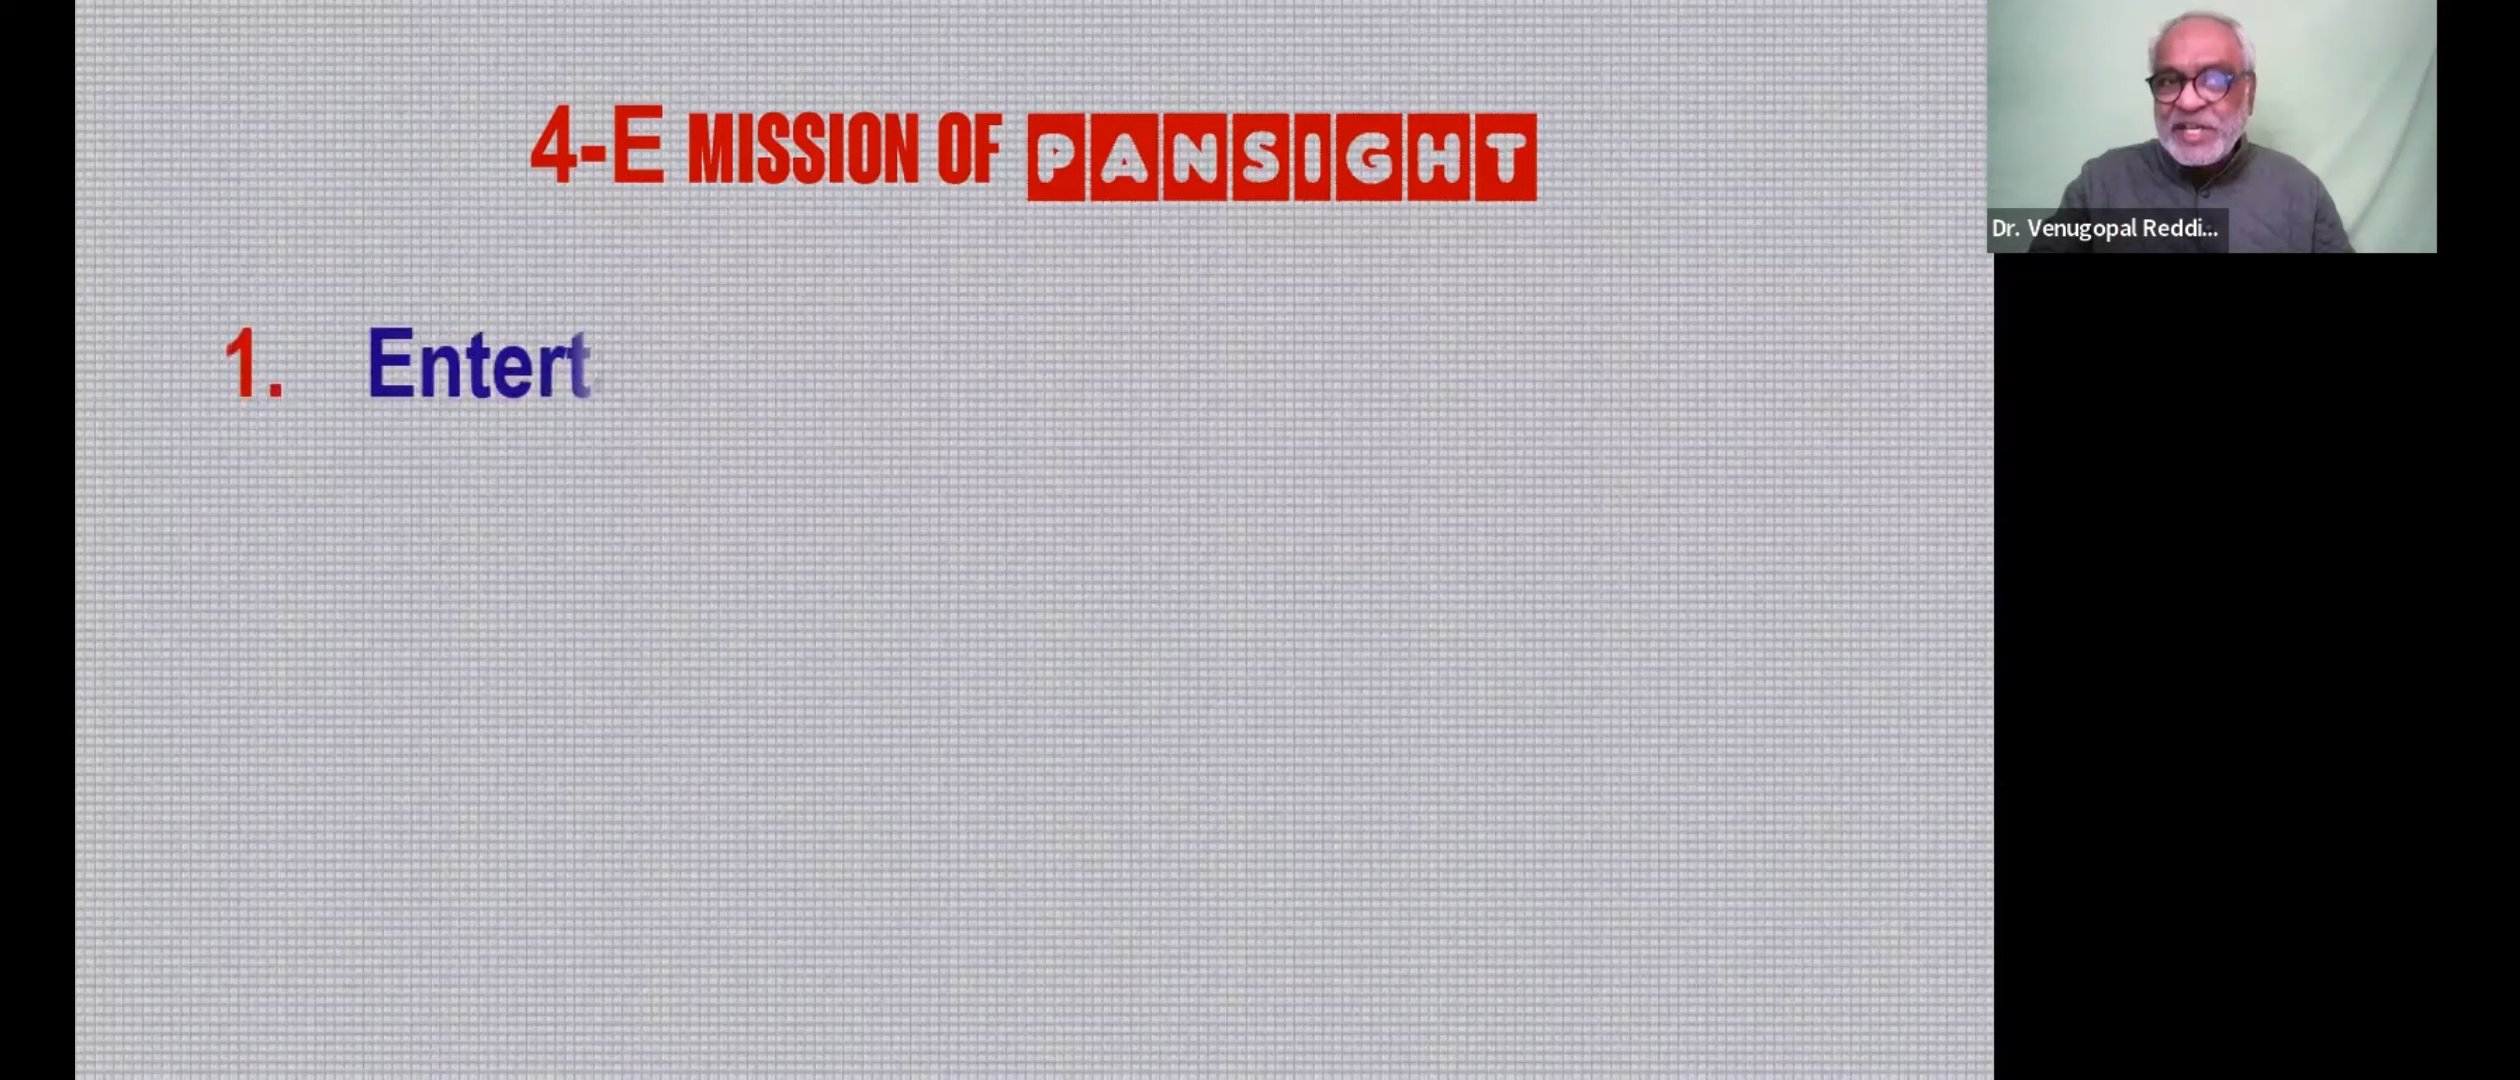 4-E MISSION OF PANSIGHT
1. Entert
Dr. Venugopal Reddi...